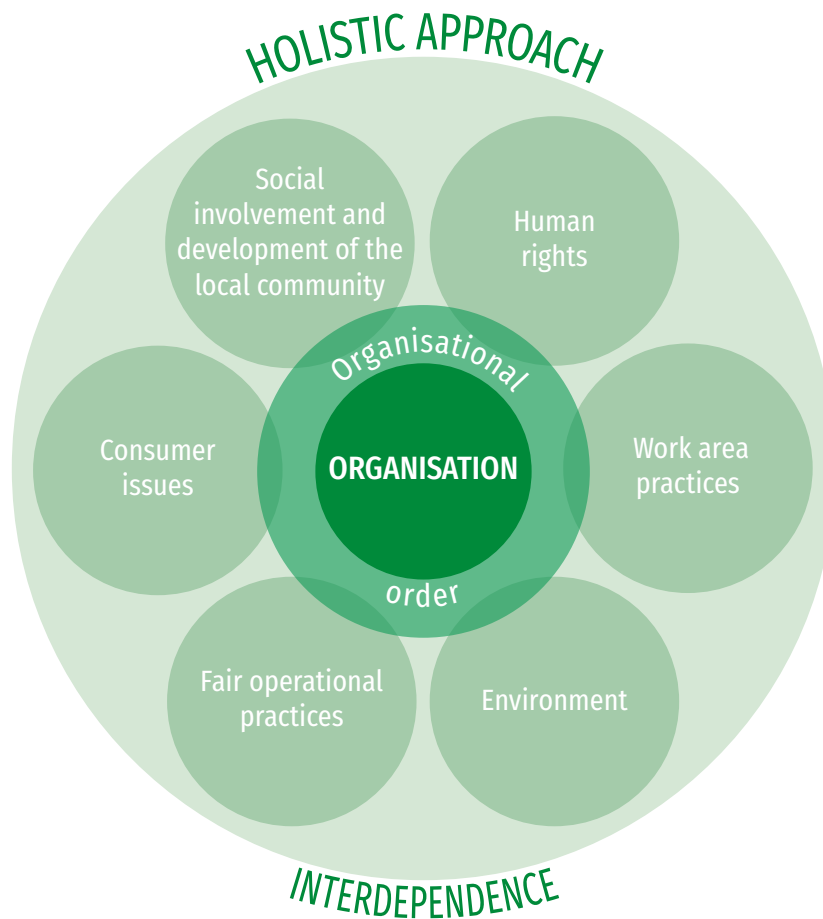 HOLISTIC APPROACH
Social
involvement and
development of the
local community
Human
rights
Organisational
ORGANISATION
order
Consumer
issues
Work area
practices
Fair operational
practices
Environment
INTERDEPENDENCE